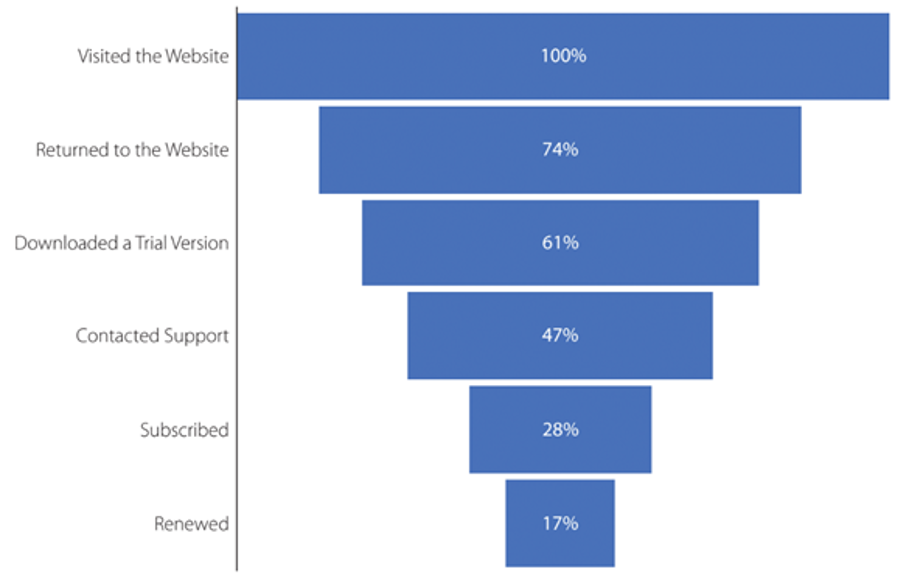 Visited the Website 100%
Returned to the Website 74%
Downloaded a Trial Version 61%
Contacted Support 47%
Subscribed 28%
Renewed 17%